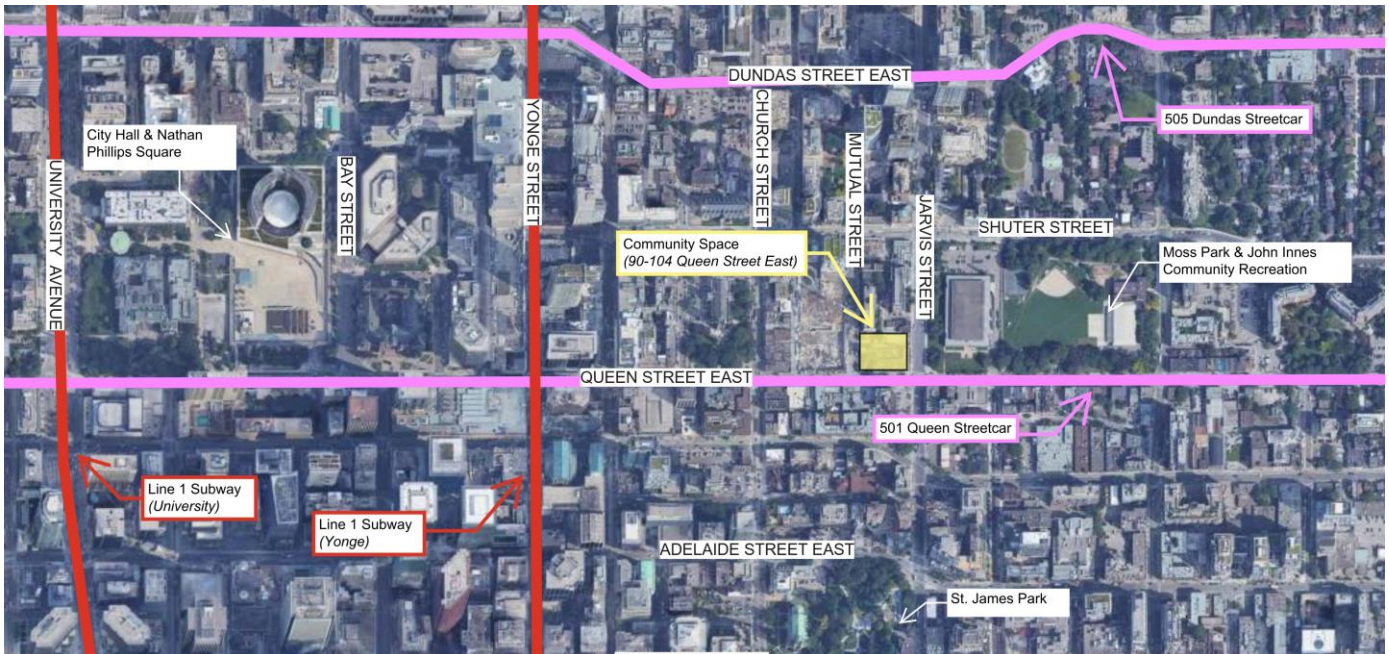 DUNDAS STREET EAST
505 Dundas Streetcar
City Hall & Nathan
Phillips Square
UNIVERSITY AVENUE
BAY STREET
YONGE STREET
CHURCH STREET
MUTUAL STREET
JARVIS STREET
SHUTER STREET
Community Space
(90-104 Queen Street East)
Moss Park & John Innes
Community Recreation
QUEEN STREET EAST
501 Queen Streetcar
Line 1 Subway
(University)
Line 1 Subway
(Yonge)
ADELAIDE STREET EAST
St. James Park